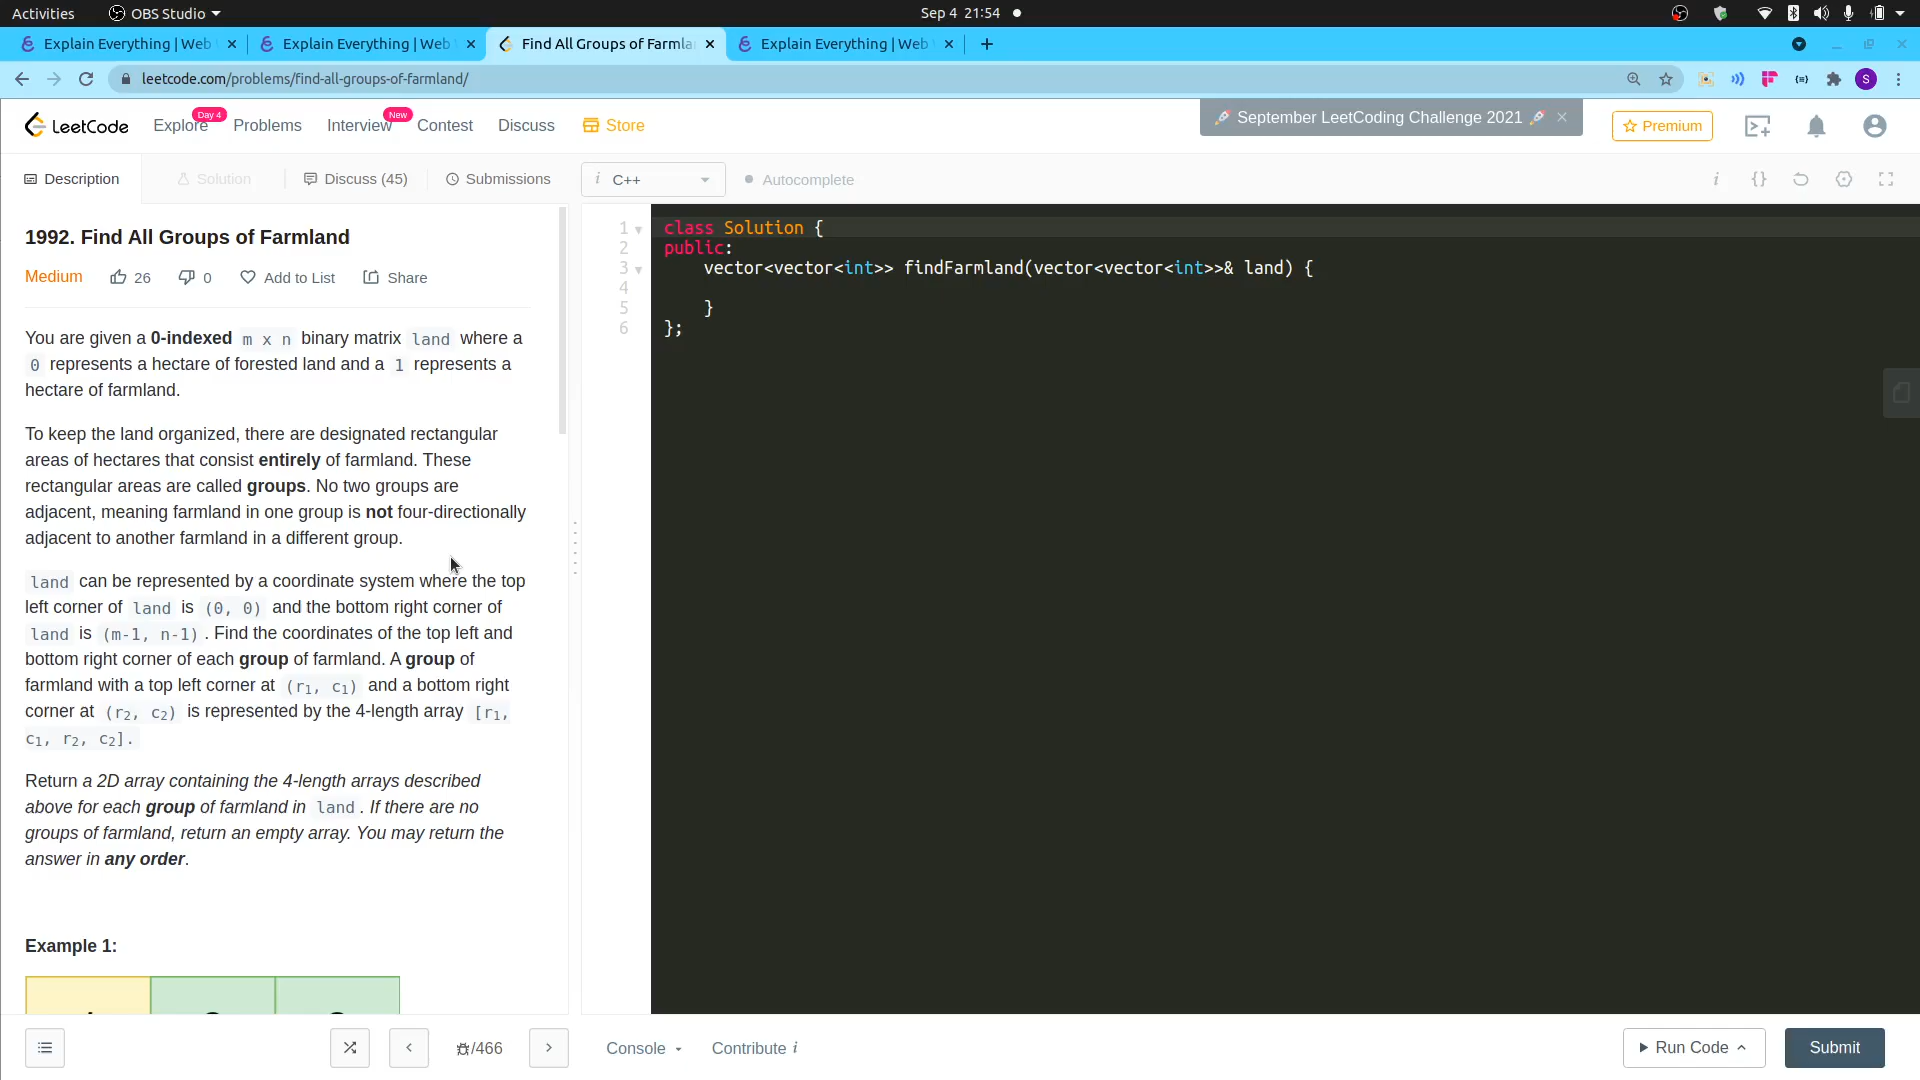 Activities
OBS Studio
Sep 4 21:54
Explain Everything | Web
Explain Everything | Web
Find All Groups of Farmla
Explain Everything | Web
leetcode.com/problems/find-all-groups-of-farmland/
S
LeetCode
Explore
Day 4
Problems
Interview
New
Contest
Discuss
Store
September LeetCoding Challenge 2021
Premium
Description
Solution
Discuss (45)
Submissions
i C++
Autocomplete
1992. Find All Groups of Farmland
Medium
26
0
Add to List
Share
You are given a 0-indexed m x n binary matrix land where a
0 represents a hectare of forested land and a 1 represents a
hectare of farmland.
To keep the land organized, there are designated rectangular
areas of hectares that consist entirely of farmland. These
rectangular areas are called groups. No two groups are
adjacent, meaning farmland in one group is not four-directionally
adjacent to another farmland in a different group.
land can be represented by a coordinate system where the top
left corner of land is (0, 0) and the bottom right corner of
land is (m-1, n-1). Find the coordinates of the top left and
bottom right corner of each group of farmland. A group of
farmland with a top left corner at (r1, c1) and a bottom right
corner at (r2, c2) is represented by the 4-length array [r1,
c1, r2, c2].
Return a 2D array containing the 4-length arrays described
above for each group of farmland in land. If there are no
groups of farmland, return an empty array. You may return the
answer in any order.
Example 1:
1 class Solution {
2 public:
3 vector<vector<int>> findFarmland(vector<vector<int>>& land) {
4
5 }
6 };
/466
Console
Contribute i
Run Code
Submit